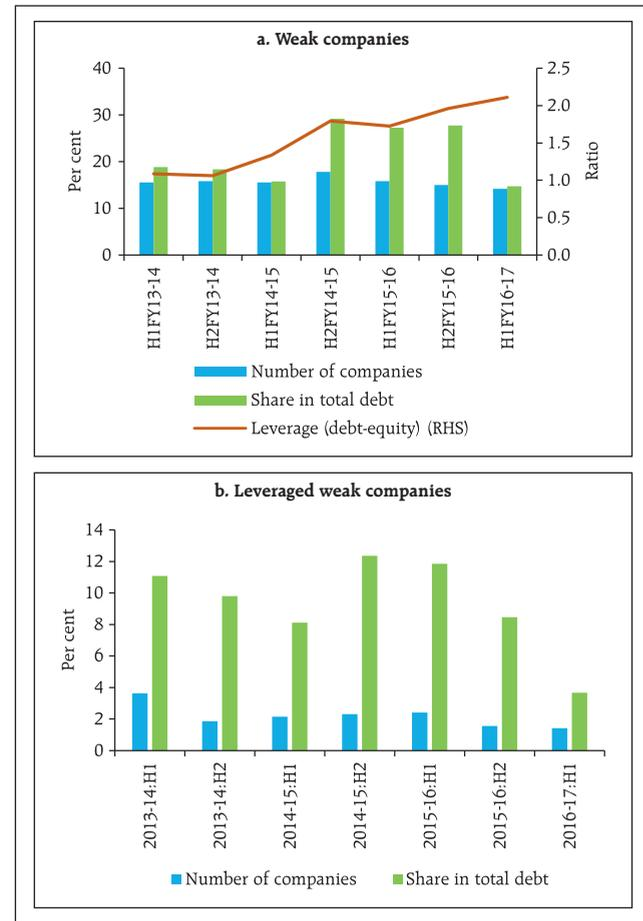 a. Weak companies
40
30
20
10
0
Per cent
2.5
2.0
1.5
1.0
0.5
0.0
Ratio
H1FY13-14
H2FY13-14
H1FY14-15
H2FY14-15
H1FY15-16
H2FY15-16
H1FY16-17
Number of companies
Share in total debt
Leverage (debt-equity) (RHS)
b. Leveraged weak companies
14
12
10
8
6
4
2
0
Per cent
2013-14:H1
2013-14:H2
2014-15:H1
2014-15:H2
2015-16:H1
2015-16:H2
2016-17:H1
Number of companies
Share in total debt